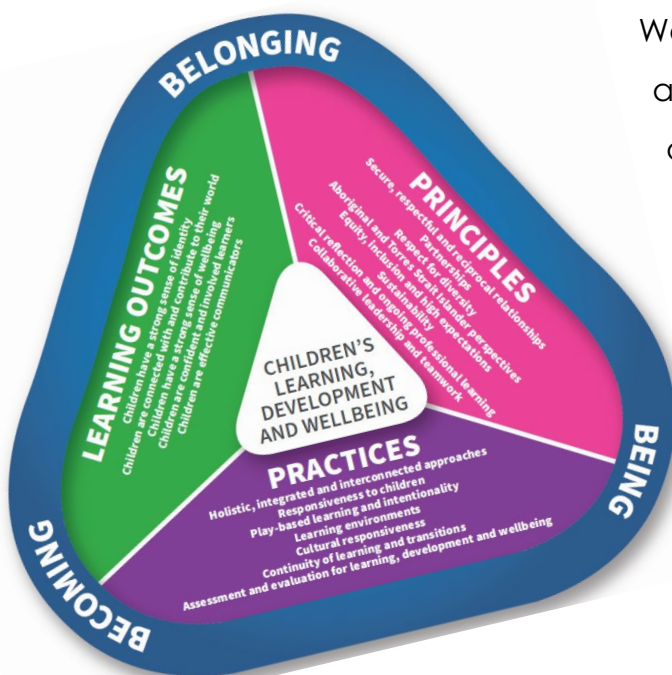 BELONGING
LEARNING OUTCOMES
Children have a strong sense of identity
Children are connected with and contribute to their world
Children have a strong sense of wellbeing
Children are confident and involved learners
Children are effective communicators
PRINCIPLES
Secure, respectful and reciprocal relationships
Partnerships
Respect for diversity
Aboriginal and Torres Strait Islander perspectives
Equity, inclusion and high expectations
Sustainability
Critical reflection and ongoing professional learning
Collaborative leadership and teamwork
CHILDREN'S
LEARNING,
DEVELOPMENT
AND WELLBEING
PRACTICES
Holistic, integrated and interconnected approaches
Responsiveness to children
Play-based learning and intentionality
Learning environments
Cultural responsiveness
Continuity of learning and transitions
Assessment and evaluation for learning, development and wellbeing
BEING
BECOMING